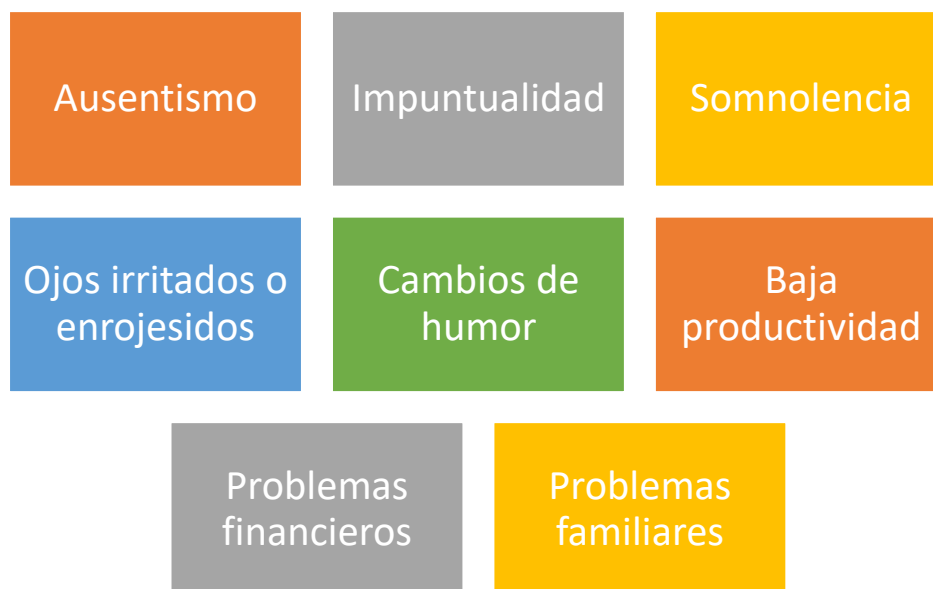 Ausentismo
Impuntualidad
Somnolencia
Ojos irritados o
enrojesidos
Cambios de
humor
Baja
productividad
Problemas
financieros
Problemas
familiares